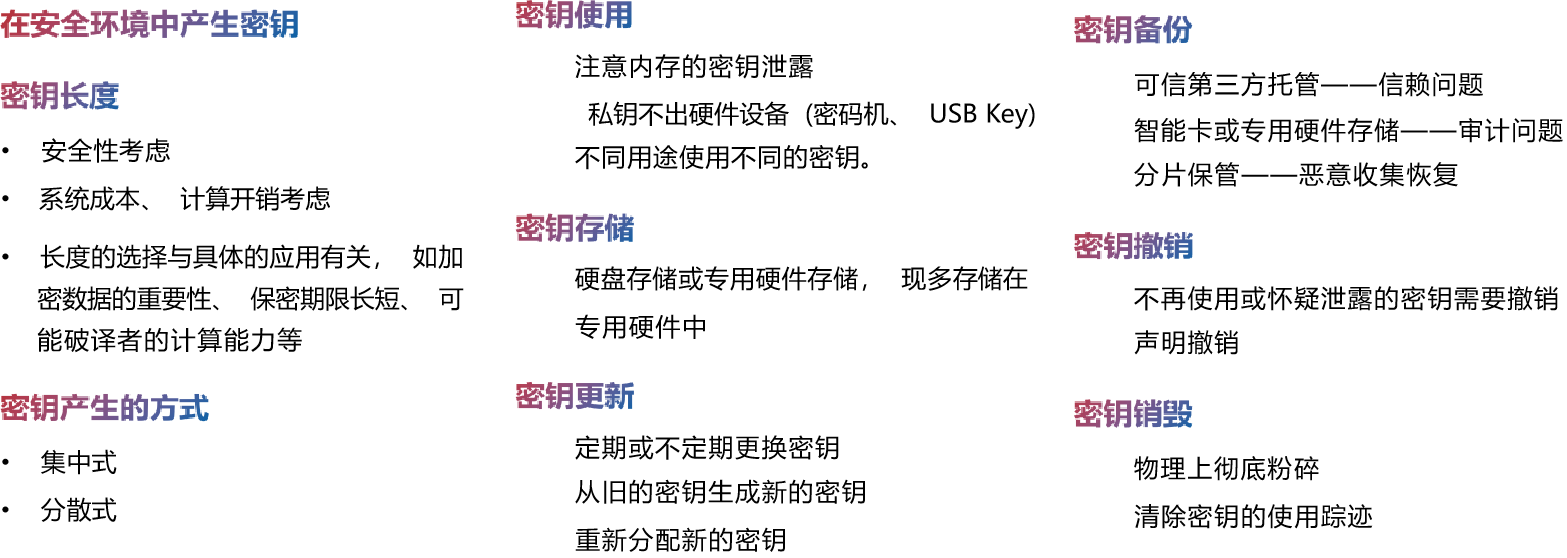 在安全环境中产生密钥
密钥长度
• 安全性考虑
• 系统成本、 计算开销考虑
• 长度的选择与具体的应用有关， 如加
密数据的重要性、 保密期限长短、 可
能破译者的计算能力等
密钥产生的方式
• 集中式
• 分散式
密钥使用
注意内存的密钥泄露
私钥不出硬件设备 (密码机、 USB Key)
不同用途使用不同的密钥。
密钥存储
硬盘存储或专用硬件存储， 现多存储在
专用硬件中
密钥更新
定期或不定期更换密钥
从旧的密钥生成新的密钥
重新分配新的密钥
密钥备份
可信第三方托管——信赖问题
智能卡或专用硬件存储——审计问题
分片保管——恶意收集恢复
密钥撤销
不再使用或怀疑泄露的密钥需要撤销
声明撤销
密钥销毁
物理上彻底粉碎
清除密钥的使用踪迹